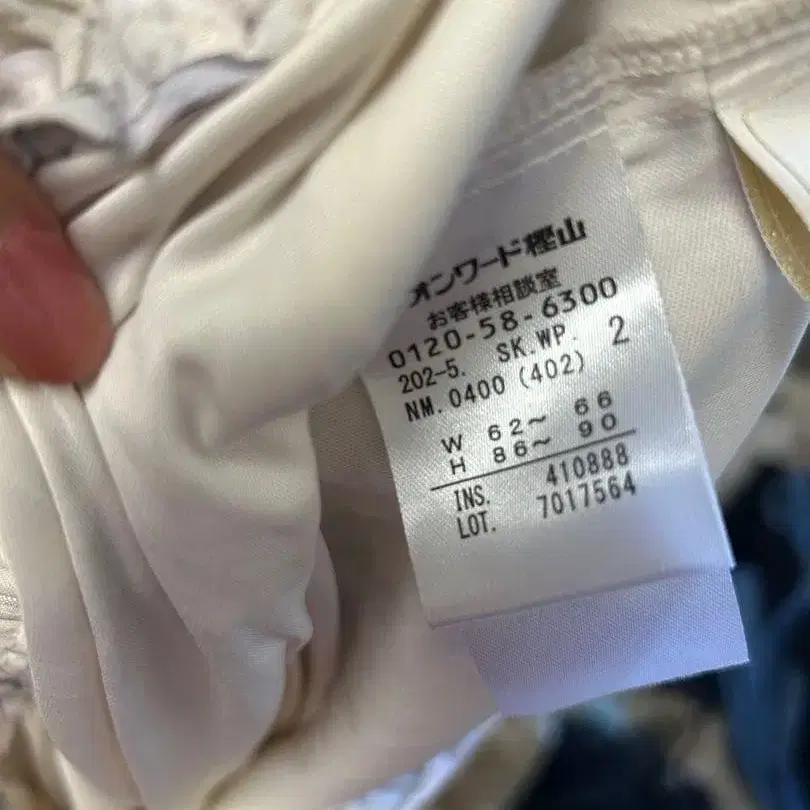 オンワード樫山
お客様相談室
0120-58-6300
202-5. SK.WP. 2
NM. 0400 (402)
W 62〜 66
H 86〜 90
INS. 410888
LOT. 7017564